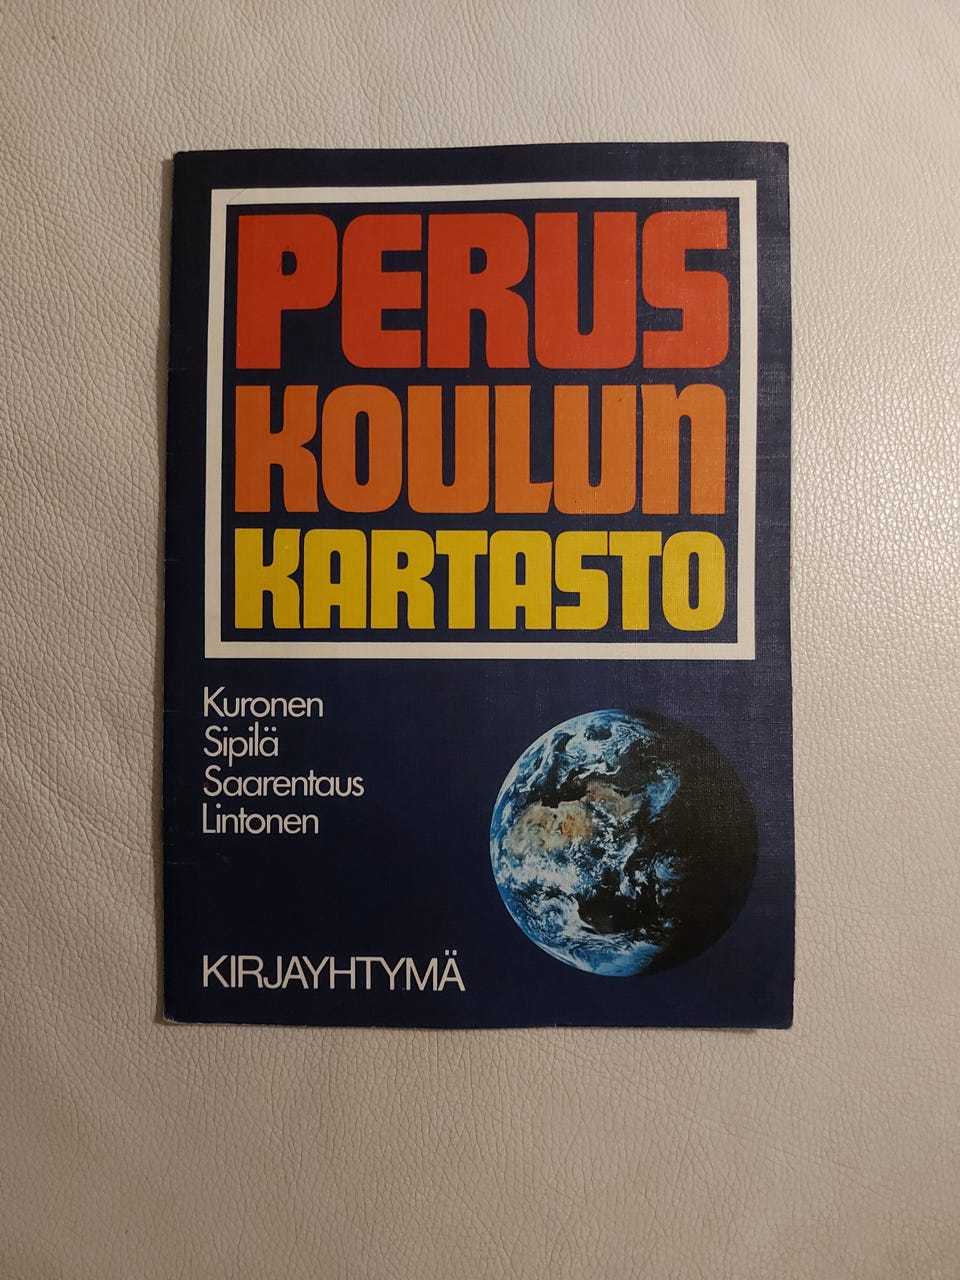 PERUS
KOULUN
KARTASTO
Kuronen
Sipilä
Saarentaus
Lintonen
KIRJAYHTYMÄ